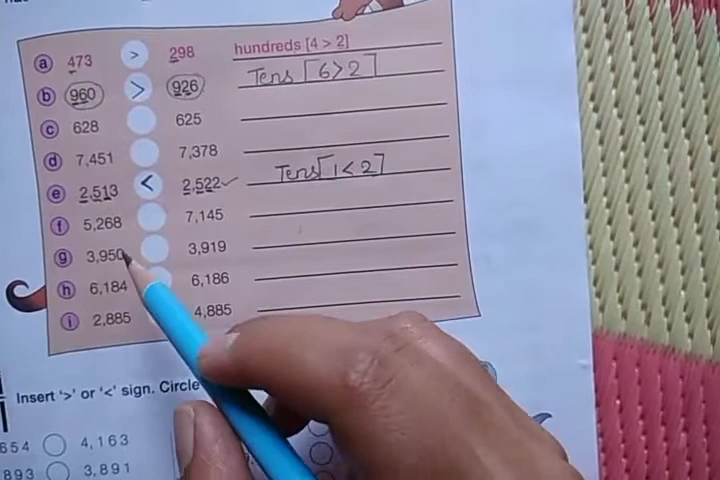 a 473 > 298 hundreds [4 > 2]
b 960 > 926 Tens [6 > 2]
c 628 625
d 7,451 7,378
e 2,513 < 2,522 ✓ Tens [1 < 2]
f 5,268 7,145
g 3,950 3,919
h 6,184 6,186
i 2,885 4,885
Insert '>' or '<' sign. Circle
654 4,163
893 3,891